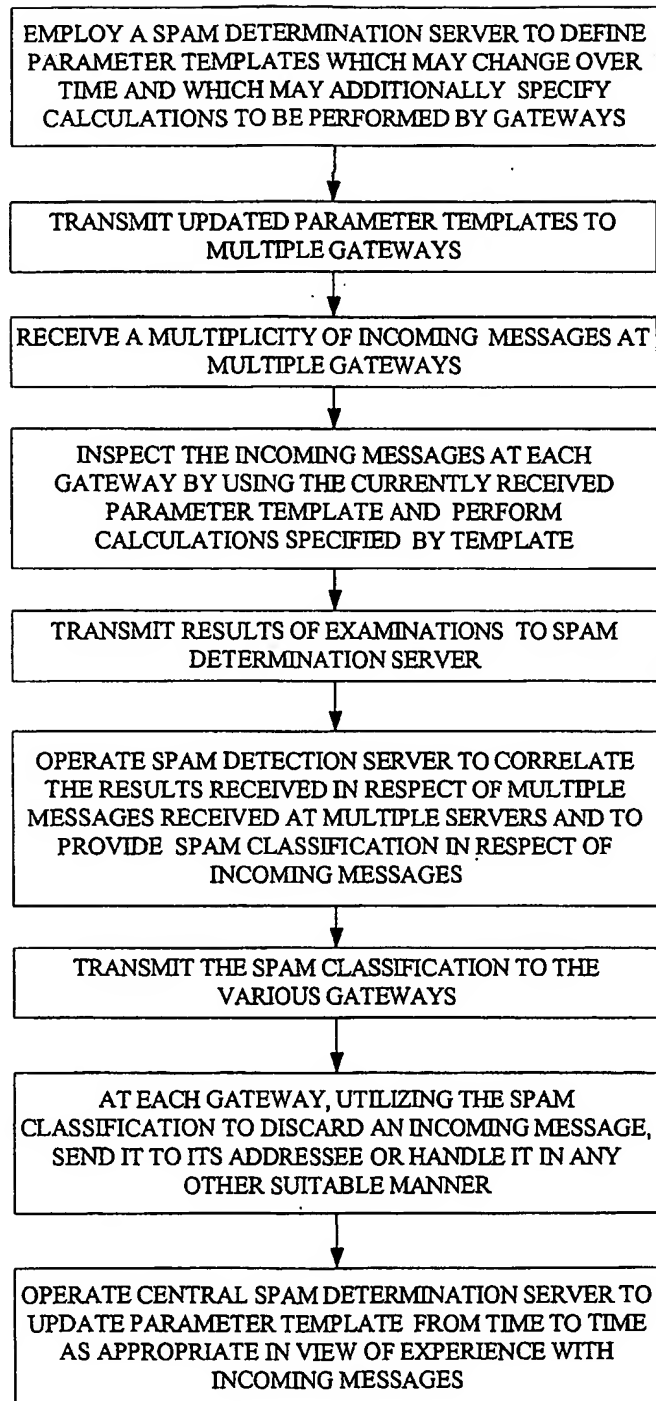 EMPLOY A SPAM DETERMINATION SERVER TO DEFINE
PARAMETER TEMPLATES WHICH MAY CHANGE OVER
TIME AND WHICH MAY ADDITIONALLY SPECIFY
CALCULATIONS TO BE PERFORMED BY GATEWAYS
TRANSMIT UPDATED PARAMETER TEMPLATES TO
MULTIPLE GATEWAYS
RECEIVE A MULTIPLICITY OF INCOMING MESSAGES AT
MULTIPLE GATEWAYS
INSPECT THE INCOMING MESSAGES AT EACH
GATEWAY BY USING THE CURRENTLY RECEIVED
PARAMETER TEMPLATE AND PERFORM
CALCULATIONS SPECIFIED BY TEMPLATE
TRANSMIT RESULTS OF EXAMINATIONS TO SPAM
DETERMINATION SERVER
OPERATE SPAM DETECTION SERVER TO CORRELATE
THE RESULTS RECEIVED IN RESPECT OF MULTIPLE
MESSAGES RECEIVED AT MULTIPLE SERVERS AND TO
PROVIDE SPAM CLASSIFICATION IN RESPECT OF
INCOMING MESSAGES
TRANSMIT THE SPAM CLASSIFICATION TO THE
VARIOUS GATEWAYS
AT EACH GATEWAY, UTILIZING THE SPAM
CLASSIFICATION TO DISCARD AN INCOMING MESSAGE,
SEND IT TO ITS ADDRESSEE OR HANDLE IT IN ANY
OTHER SUITABLE MANNER
OPERATE CENTRAL SPAM DETERMINATION SERVER TO
UPDATE PARAMETER TEMPLATE FROM TIME TO TIME
AS APPROPRIATE IN VIEW OF EXPERIENCE WITH
INCOMING MESSAGES